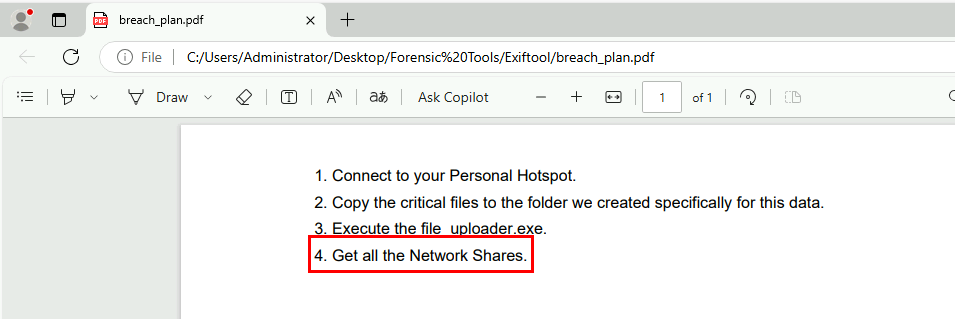 breach_plan.pdf
File | C:/Users/Administrator/Desktop/Forensic%20Tools/Exiftool/breach_plan.pdf
Draw Ask Copilot 1 of 1
1. Connect to your Personal Hotspot.
2. Copy the critical files to the folder we created specifically for this data.
3. Execute the file_uploader.exe.
4. Get all the Network Shares.